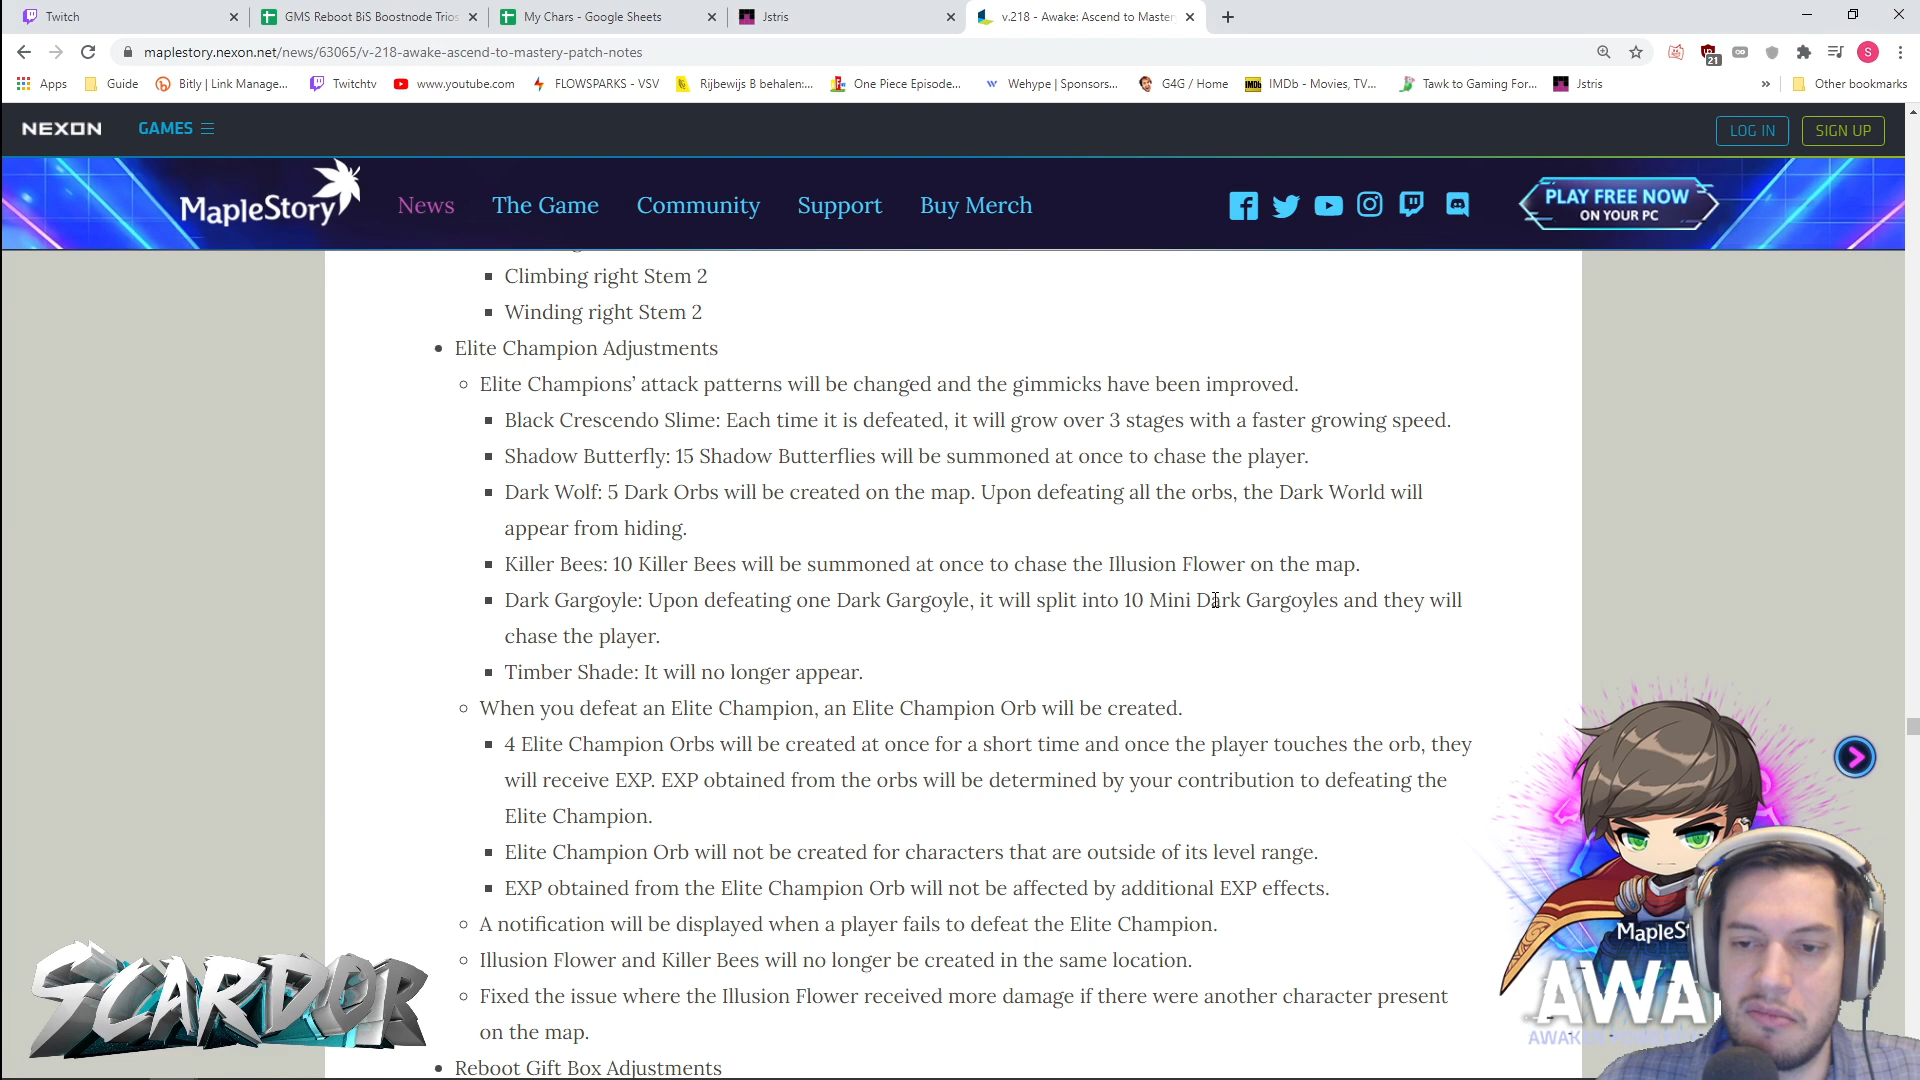 Twitch
GMS Reboot BiS Boostnode Trios
My Chars - Google Sheets
Jstris
v.218 - Awake: Ascend to Master
maplestory.nexon.net/news/63065/v-218-awake-ascend-to-mastery-patch-notes
21
S
Apps
Guide
Bitly | Link Manage...
Twitchtv
www.youtube.com
FLOWSPARKS - VSV
Rijbewijs B behalen:...
One Piece Episode...
Wehype | Sponsors...
G4G / Home
IMDb
IMDb - Movies, TV...
Tawk to Gaming For...
Jstris
»
Other bookmarks
NEXON
GAMES
LOG IN
SIGN UP
MapleStory
News
The Game
Community
Support
Buy Merch
PLAY FREE NOW
ON YOUR PC
▪ Climbing right Stem 2
▪ Winding right Stem 2
• Elite Champion Adjustments
○ Elite Champions’ attack patterns will be changed and the gimmicks have been improved.
▪ Black Crescendo Slime: Each time it is defeated, it will grow over 3 stages with a faster growing speed.
▪ Shadow Butterfly: 15 Shadow Butterflies will be summoned at once to chase the player.
▪ Dark Wolf: 5 Dark Orbs will be created on the map. Upon defeating all the orbs, the Dark World will
appear from hiding.
▪ Killer Bees: 10 Killer Bees will be summoned at once to chase the Illusion Flower on the map.
▪ Dark Gargoyle: Upon defeating one Dark Gargoyle, it will split into 10 Mini Dark Gargoyles and they will
chase the player.
▪ Timber Shade: It will no longer appear.
○ When you defeat an Elite Champion, an Elite Champion Orb will be created.
▪ 4 Elite Champion Orbs will be created at once for a short time and once the player touches the orb, they
will receive EXP. EXP obtained from the orbs will be determined by your contribution to defeating the
Elite Champion.
▪ Elite Champion Orb will not be created for characters that are outside of its level range.
▪ EXP obtained from the Elite Champion Orb will not be affected by additional EXP effects.
○ A notification will be displayed when a player fails to defeat the Elite Champion.
○ Illusion Flower and Killer Bees will no longer be created in the same location.
○ Fixed the issue where the Illusion Flower received more damage if there were another character present
on the map.
• Reboot Gift Box Adjustments
SCARDOR
MapleSt
AWA